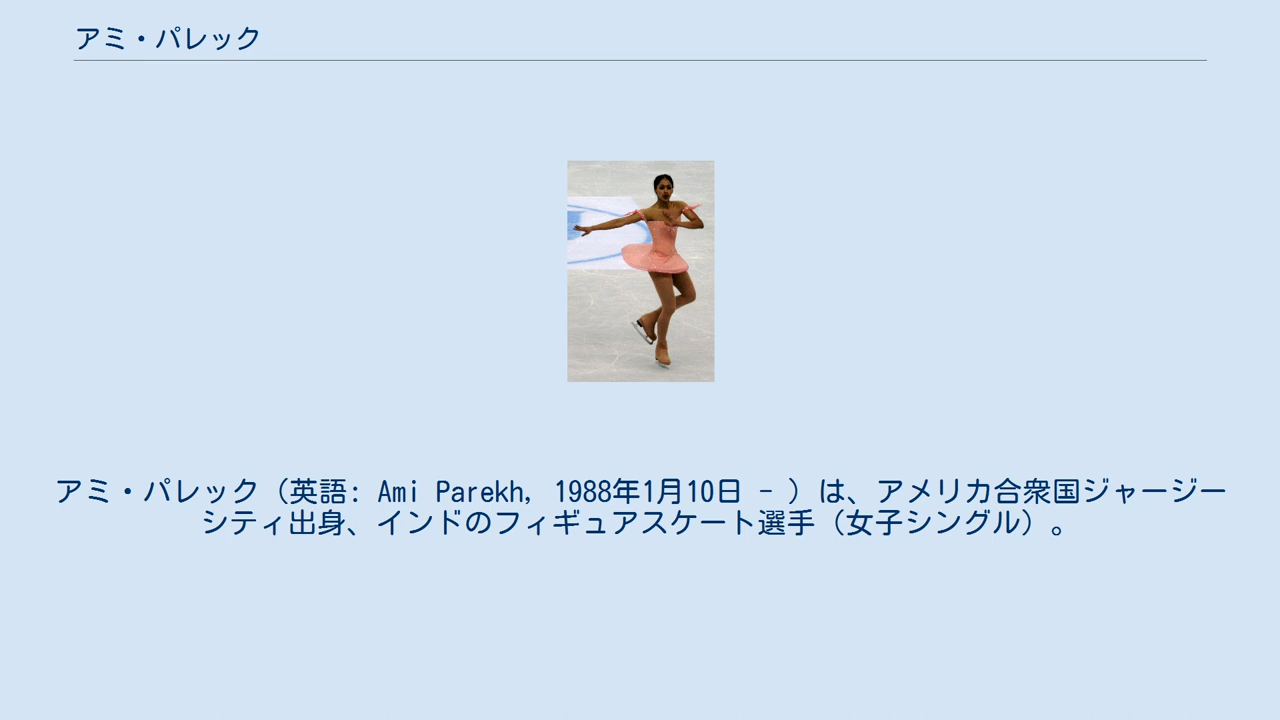 アミ・パレック
アミ・パレック（英語: Ami Parekh, 1988年1月10日 - ）は、アメリカ合衆国ジャージー
シティ出身、インドのフィギュアスケート選手（女子シングル）。